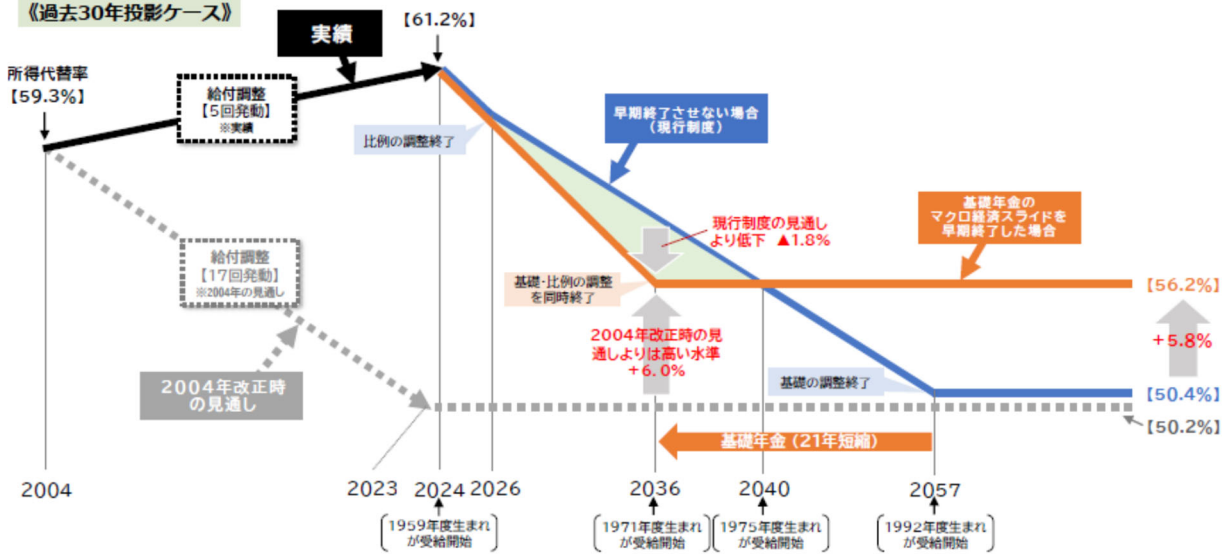 《過去30年投影ケース》
実績
【61.2%】
所得代替率
【59.3%】
給付調整
【5回発動】
※実績
早期終了させない場合
（現行制度）
比例の調整終了
基礎年金の
マクロ経済スライドを
早期終了した場合
現行制度の見通し
より低下 ▲1.8%
給付調整
【17回発動】
※2004年の見通し
基礎・比例の調整
を同時終了
【56.2%】
2004年改正時の見
通しよりは高い水準
+6.0%
+5.8%
2004年改正時
の見通し
基礎の調整終了
【50.4%】
【50.2%】
基礎年金（21年短縮）
2004
2023
2024
2026
2036
2040
2057
1959年度生まれ
が受給開始
1971年度生まれ
が受給開始
1975年度生まれ
が受給開始
1992年度生まれ
が受給開始